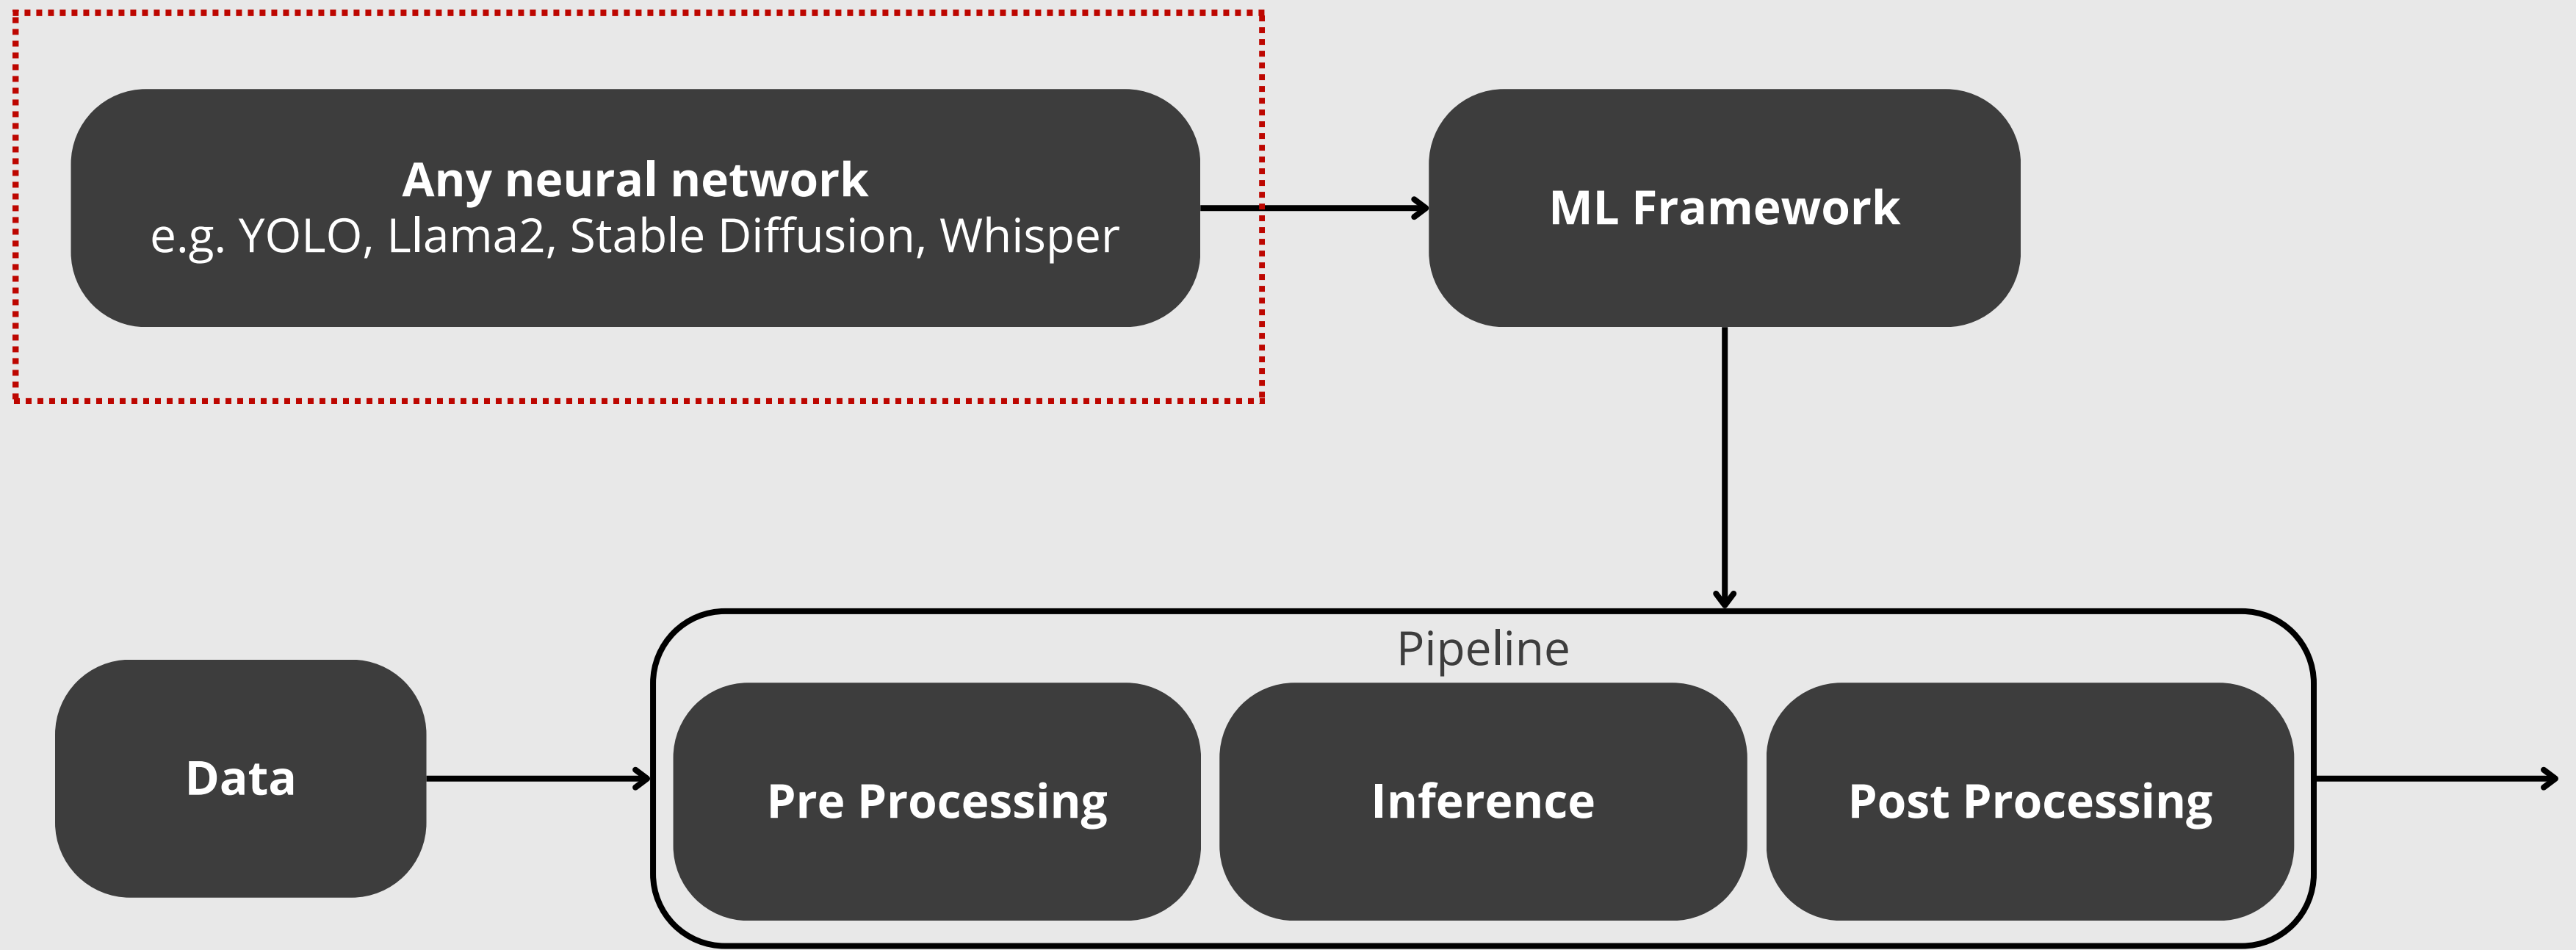 Any neural network
e.g. YOLO, Llama2, Stable Diffusion, Whisper
ML Framework
Pipeline
Data
Pre Processing
Inference
Post Processing